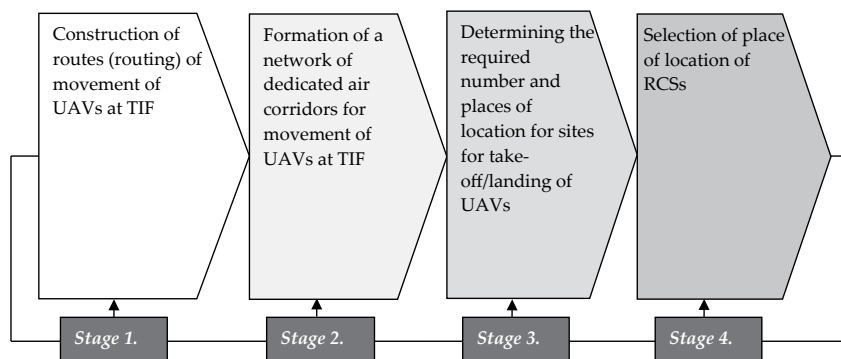 Construction of
routes (routing) of
movement of
UAVs at TIF
Formation of a
network of
dedicated air
corridors for
movement of
UAVs at TIF
Determining the
required
number and
places of
location for sites
for take-
off/landing of
UAVs
Selection of place
of location of
RCSs
Stage 1.
Stage 2.
Stage 3.
Stage 4.